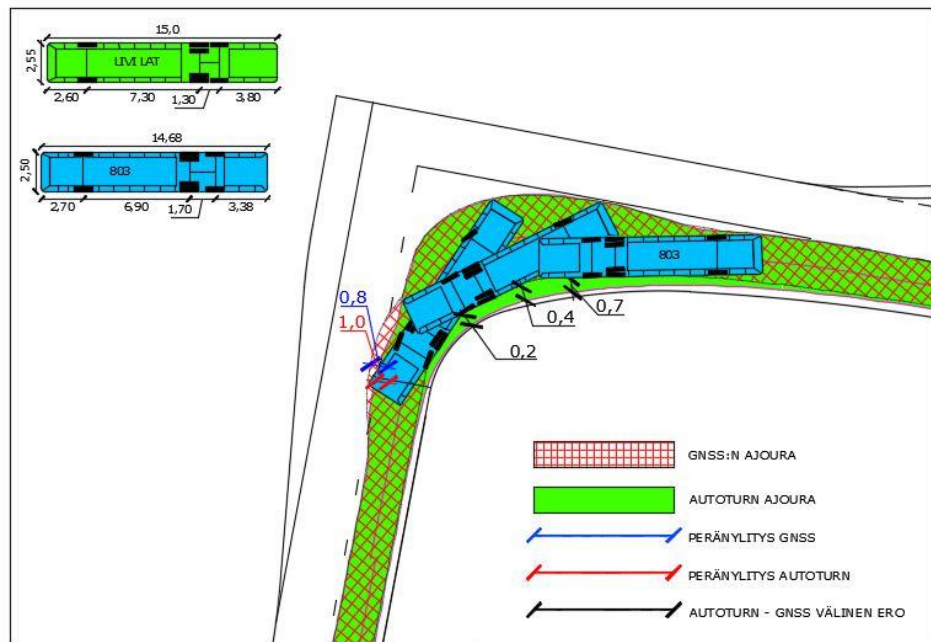 15,0
2,55
LIVI LAT
2,60 7,30 1,30 3,80
14,68
2,50
803
2,70 6,90 1,70 3,38
803
0,8
1,0
0,7
0,4
0,2
GNSS:N AJOURA
AUTOTURN AJOURA
PERÄNYLITYS GNSS
PERÄNYLITYS AUTOTURN
AUTOTURN - GNSS VÄLINEN ERO